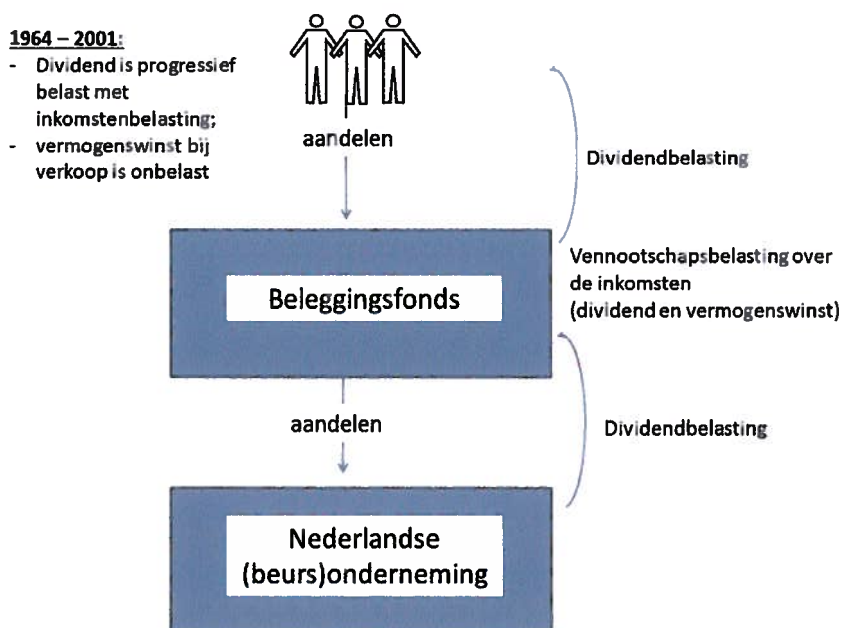 1964 – 2001:
- Dividend is progressief
belast met
inkomstenbelasting;
- vermogenswinst bij
verkoop is onbelast
aandelen
Dividendbelasting
Beleggingsfonds
Vennootschapsbelasting over
de inkomsten
(dividend en vermogenswinst)
aandelen
Dividendbelasting
Nederlandse
(beurs)onderneming